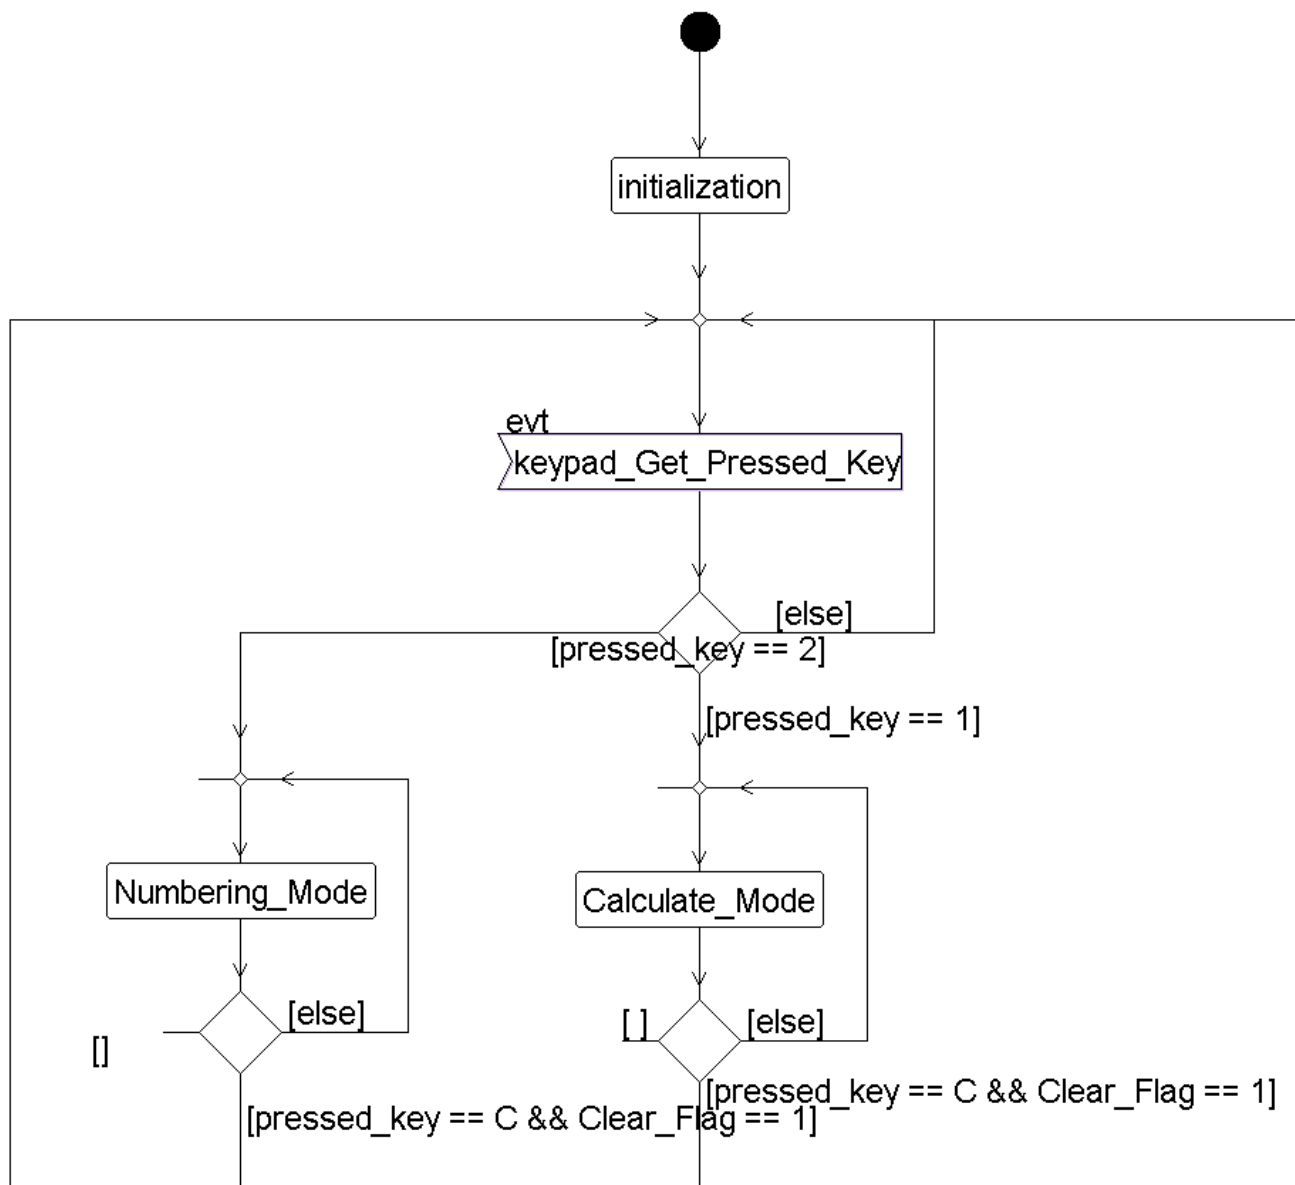 initialization
evt
keypad_Get_Pressed_Key
[else]
[pressed_key == 2]
[pressed_key == 1]
Numbering_Mode
Calculate_Mode
[else]
[]
[ ]
[else]
[pressed_key == C && Clear_Flag == 1]
[pressed_key == C && Clear_Flag == 1]